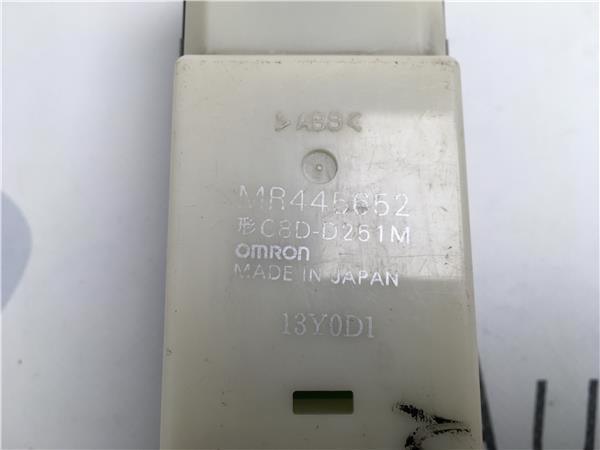 >ABS<
MR445652
形C8D-D251M
OMRON
MADE IN JAPAN
13Y0D1